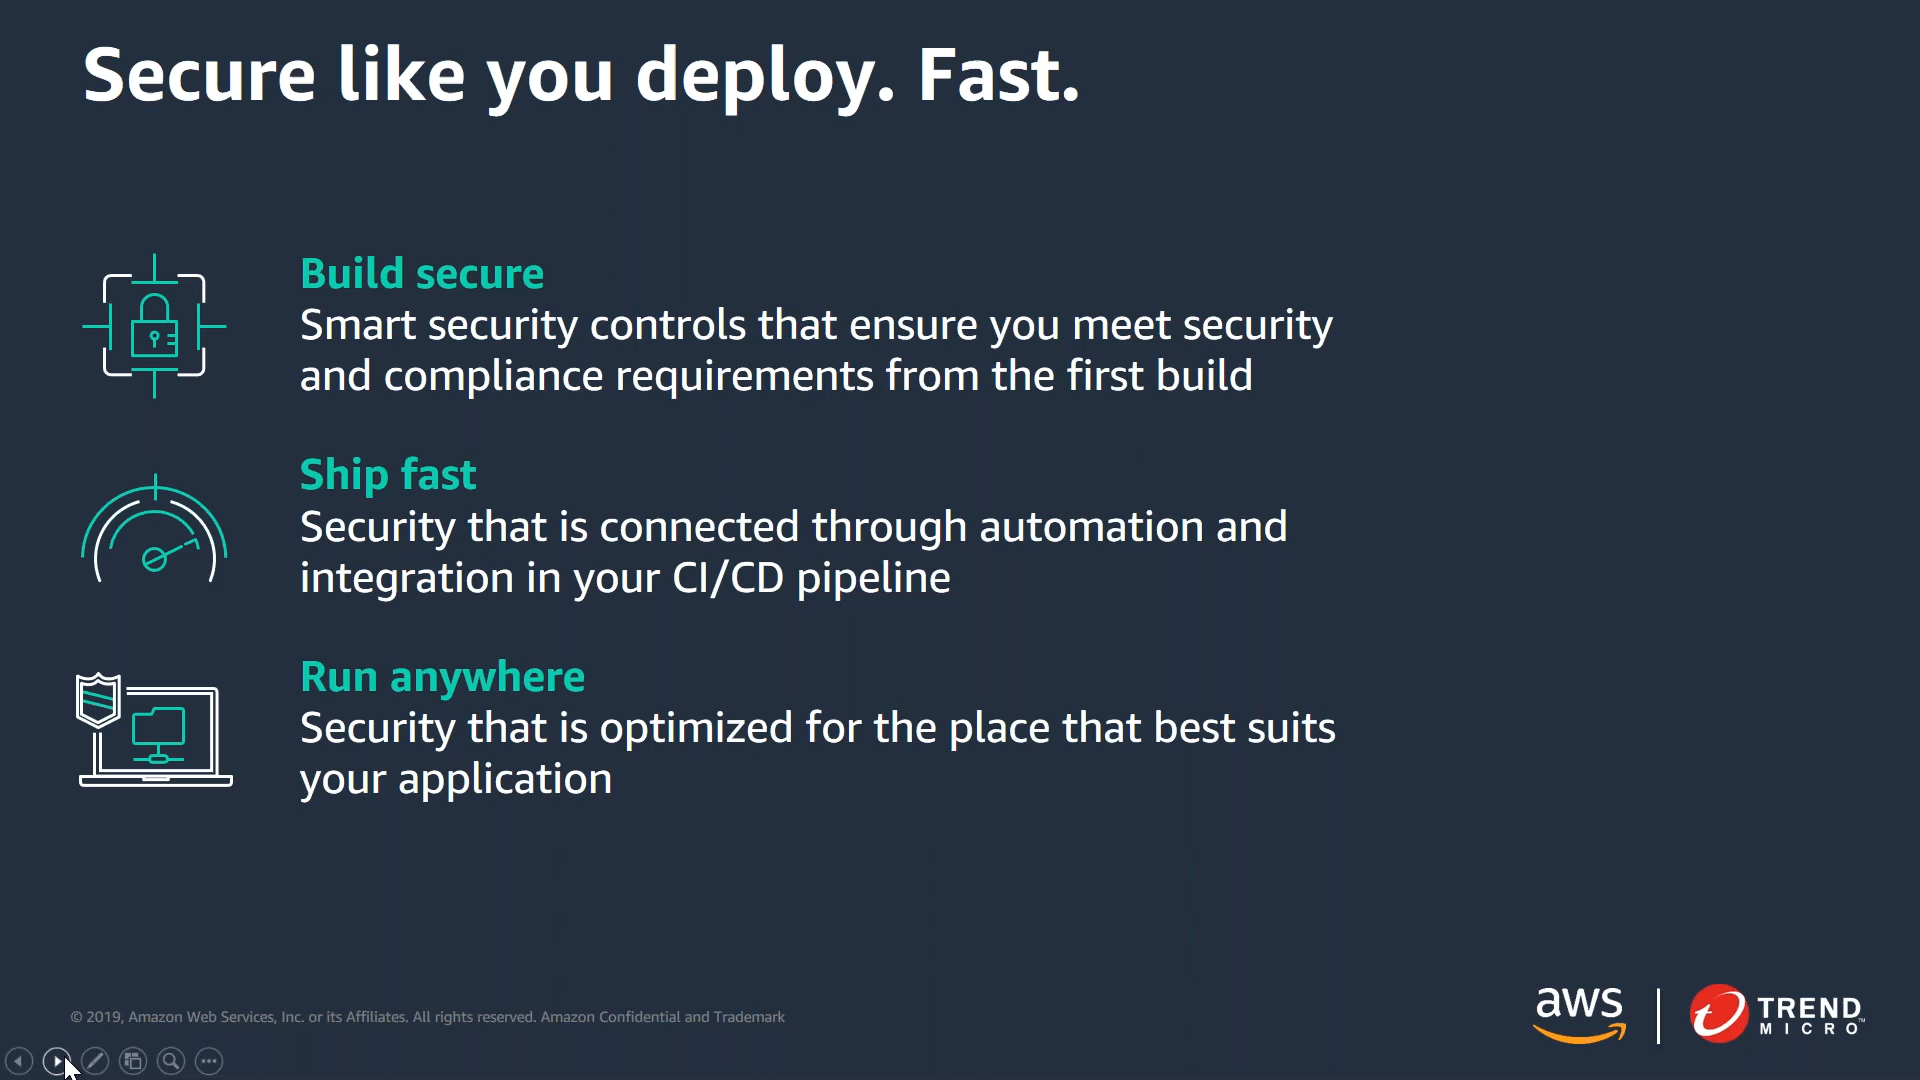 Secure like you deploy. Fast.
Build secure
Smart security controls that ensure you meet security
and compliance requirements from the first build
Ship fast
Security that is connected through automation and
integration in your CI/CD pipeline
Run anywhere
Security that is optimized for the place that best suits
your application
© 2019, Amazon Web Services, Inc. or its Affiliates. All rights reserved. Amazon Confidential and Trademark
aws
TREND
MICRO™